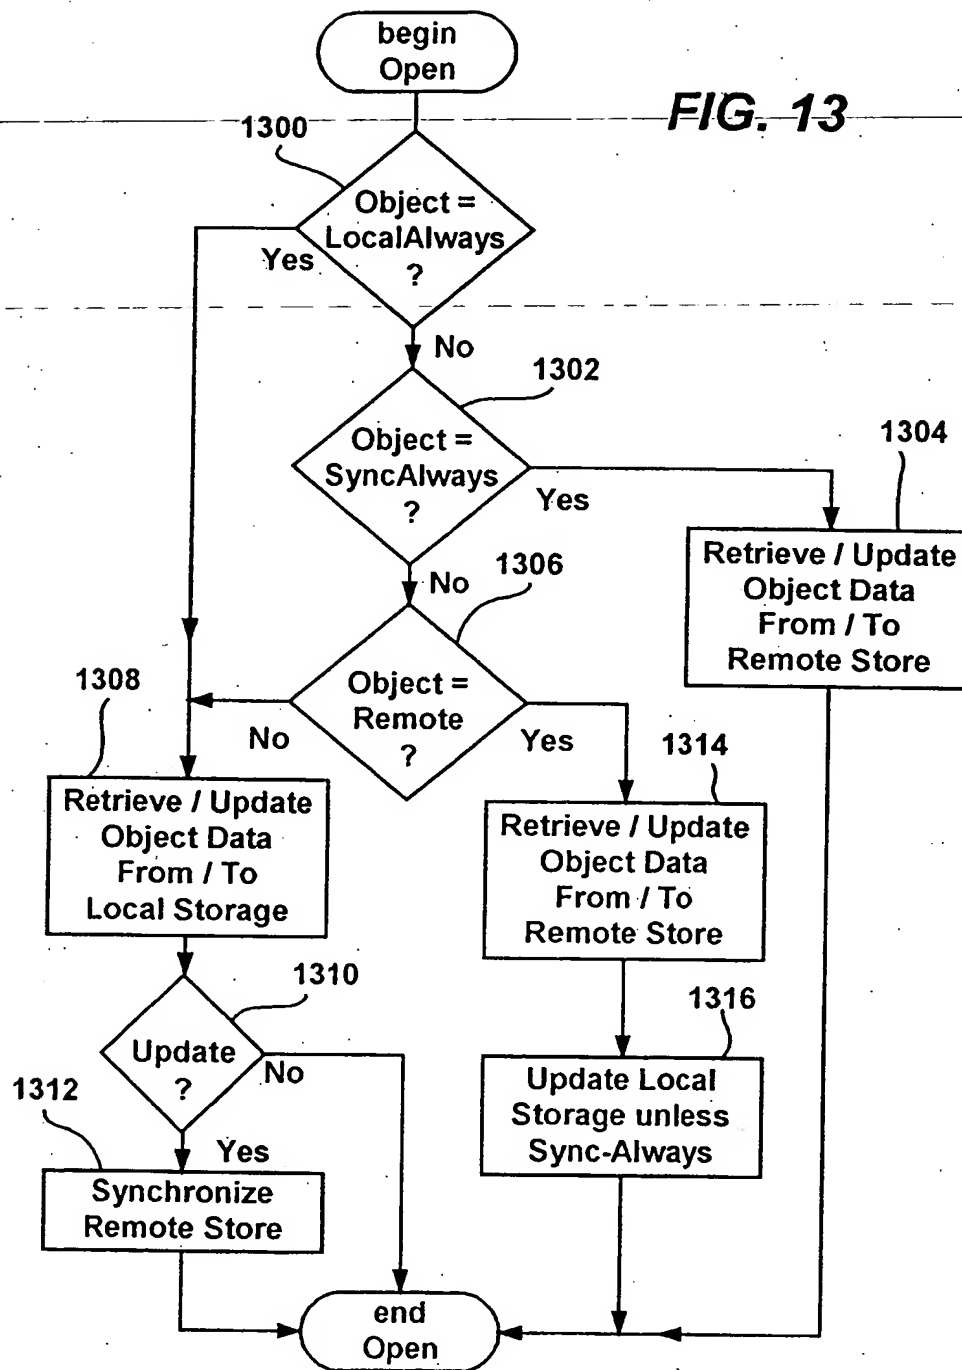 begin
Open
FIG. 13
1300
Object =
LocalAlways
?
Yes
No
1302
Object =
SyncAlways
?
Yes
1304
Retrieve / Update
Object Data
From / To
Remote Store
No
1306
Object =
Remote
?
No
Yes
1308
Retrieve / Update
Object Data
From / To
Local Storage
1314
Retrieve / Update
Object Data
From / To
Remote Store
1310
Update
?
No
1316
Update Local
Storage unless
Sync-Always
1312
Yes
Synchronize
Remote Store
end
Open